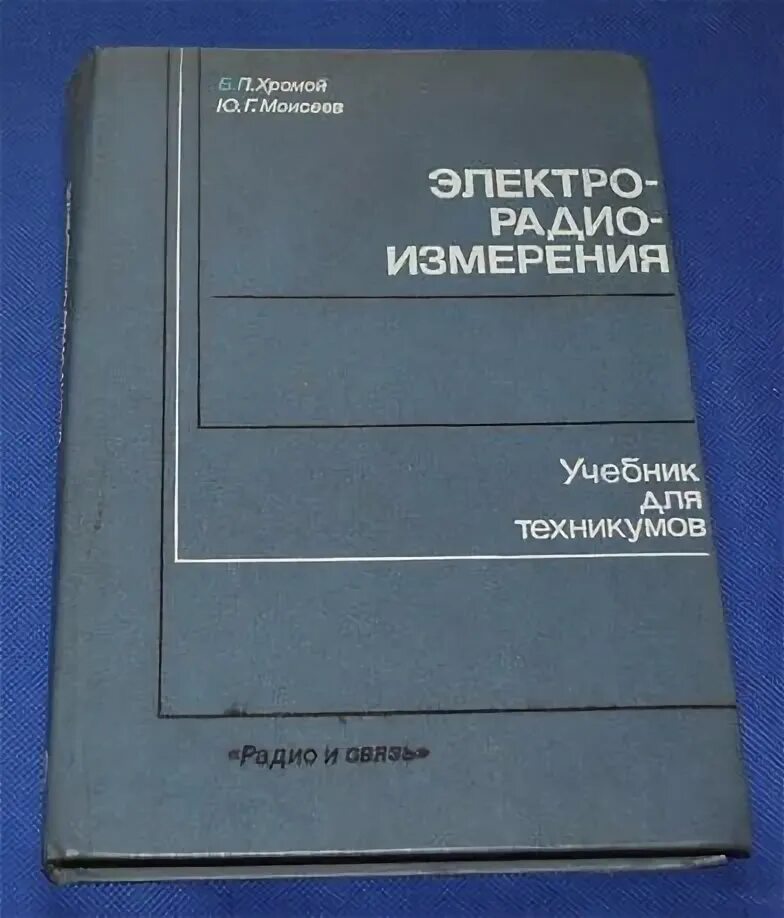 Б.П.Хромой
Ю.Г.Моисеев
ЭЛЕКТРО-
РАДИО-
ИЗМЕРЕНИЯ
Учебник
для
техникумов
«Радио и связь»